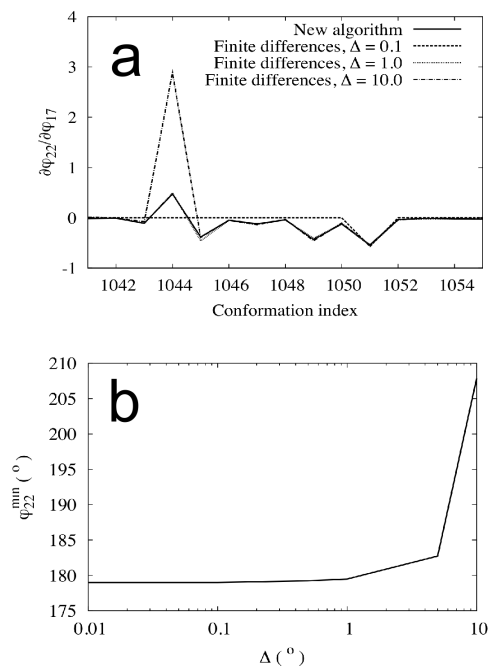 a
New algorithm
Finite differences, Δ = 0.1
Finite differences, Δ = 1.0
Finite differences, Δ = 10.0
4
3
2
1
0
-1
∂φ22/∂φ17
1042 1044 1046 1048 1050 1052 1054
Conformation index
b
210
205
200
195
190
185
180
175
φ22^min (°)
0.01 0.1 1 10
Δ (°)